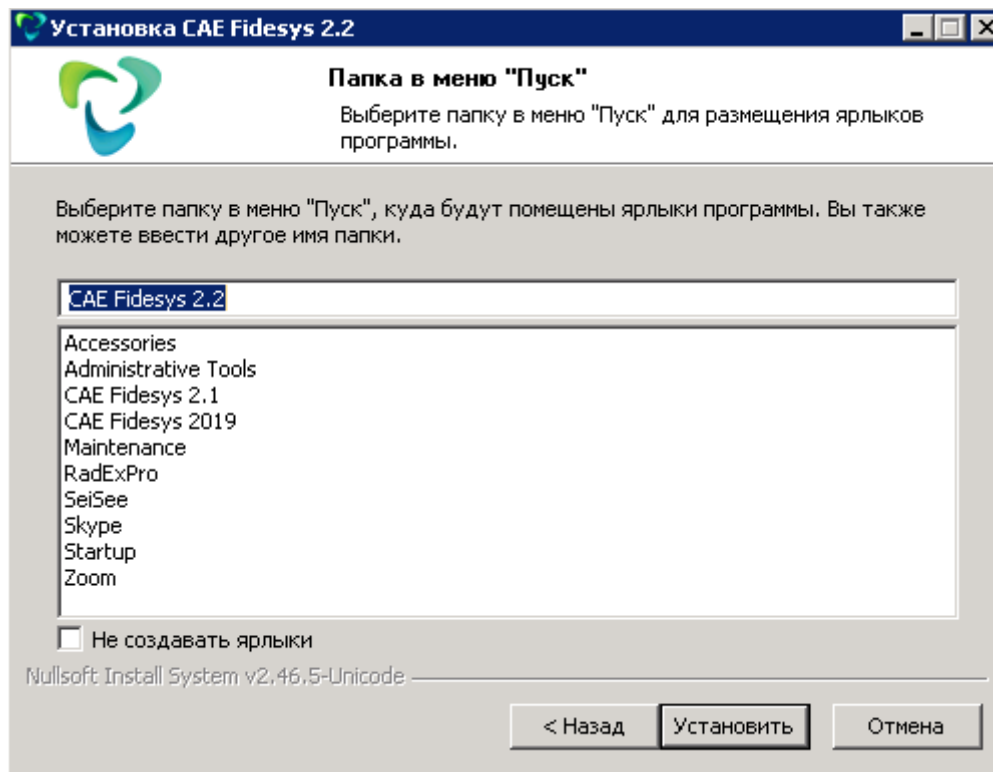 Установка CAE Fidesys 2.2
Папка в меню "Пуск"
Выберите папку в меню "Пуск" для размещения ярлыков
программы.
Выберите папку в меню "Пуск", куда будут помещены ярлыки программы. Вы также
можете ввести другое имя папки.
CAE Fidesys 2.2
Accessories
Administrative Tools
CAE Fidesys 2.1
CAE Fidesys 2019
Maintenance
RadExPro
SeiSee
Skype
Startup
Zoom
Не создавать ярлыки
Nullsoft Install System v2.46.5-Unicode
< Назад Установить Отмена